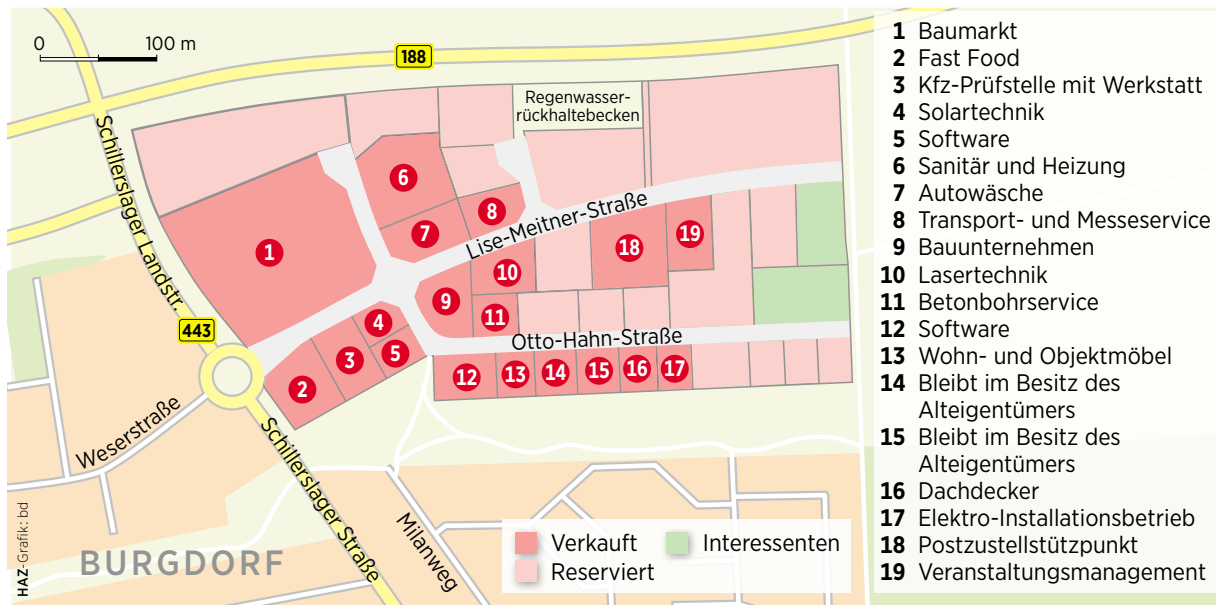 0 100 m
188
Schillerslager Landstr.
443
Regenwasser-
rückhaltebecken
Lise-Meitner-Straße
Otto-Hahn-Straße
1
2
3
4
5
6
7
8
9
10
11
12
13
14
15
16
17
18
19
Weserstraße
Schillerslager Straße
Milanweg
BURGDORF
HAZ-Grafik: bd
Verkauft
Reserviert
Interessenten
1 Baumarkt
2 Fast Food
3 Kfz-Prüfstelle mit Werkstatt
4 Solartechnik
5 Software
6 Sanitär und Heizung
7 Autowäsche
8 Transport- und Messeservice
9 Bauunternehmen
10 Lasertechnik
11 Betonbohrservice
12 Software
13 Wohn- und Objektmöbel
14 Bleibt im Besitz des
Alteigentümers
15 Bleibt im Besitz des
Alteigentümers
16 Dachdecker
17 Elektro-Installationsbetrieb
18 Postzustellstützpunkt
19 Veranstaltungsmanagement